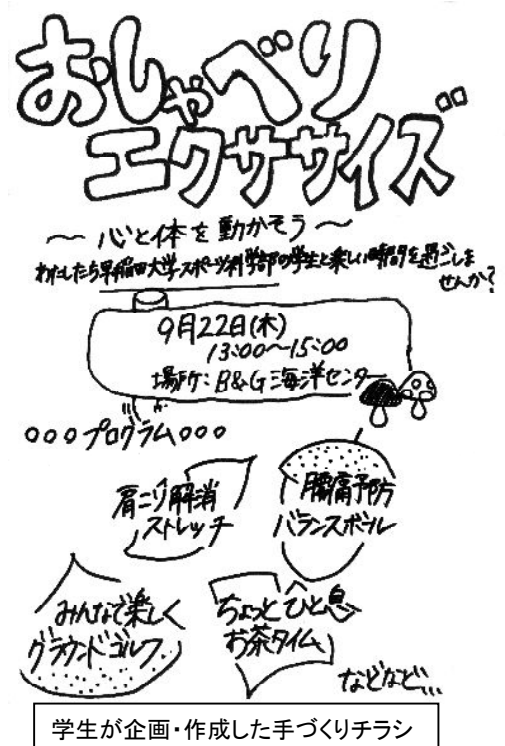 おしゃべり
エクササイズ
～心と体を動かそう～
わたしたち早稲田大学スポーツ科学部の学生と楽しい時間を過ごしま
せんか?
9月22日(木)
13:00～15:00
場所:B&G海洋センター
○○○プログラム○○○
肩こり解消
ストレッチ
腰痛予防
バランスボール
みんなで楽しく
グラウンドゴルフ
ちょっとひと息
お茶タイム
などなど…
学生が企画・作成した手づくりチラシ